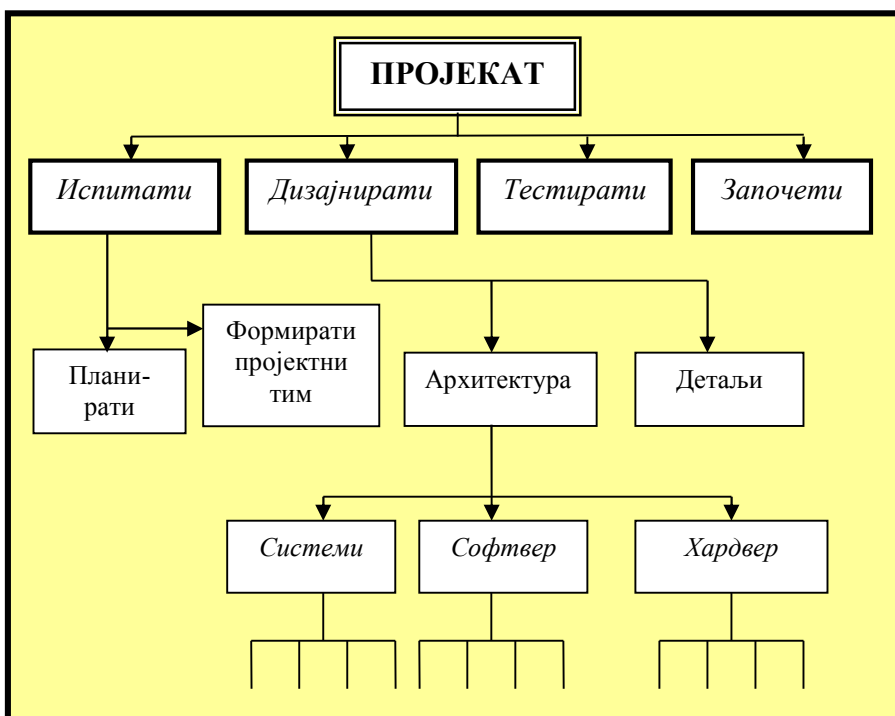 ПРОЈЕКАТ
Испитати
Дизајнирати
Тестирати
Започети
Плани-
рати
Формирати
пројектни
тим
Архитектура
Детаљи
Системи
Софтвер
Хардвер